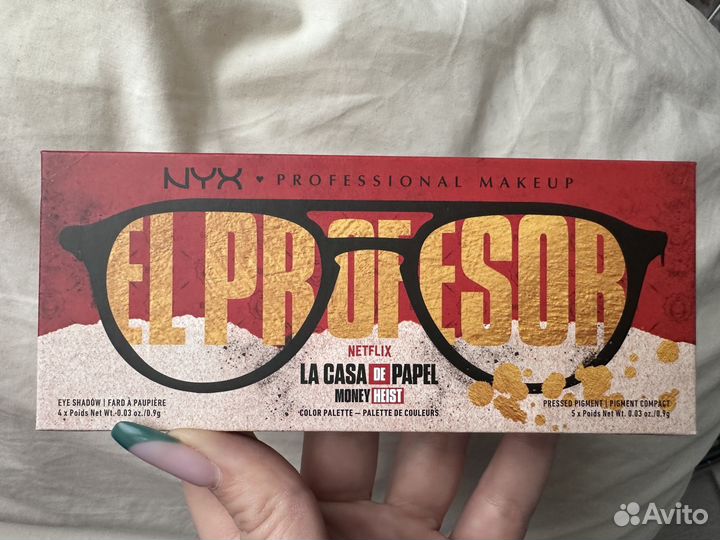 NYX ♥ PROFESSIONAL MAKEUP
EL PROFESOR
NETFLIX
LA CASA DE PAPEL
MONEY HEIST
COLOR PALETTE – PALETTE DE COULEURS
EYE SHADOW | FARD À PAUPIÈRE
4 x Poids Net Wt.-0.03 oz./0.9g
PRESSED PIGMENT | PIGMENT COMPACT
5 x Poids Net Wt. 0.03 oz./0.9g
Avito